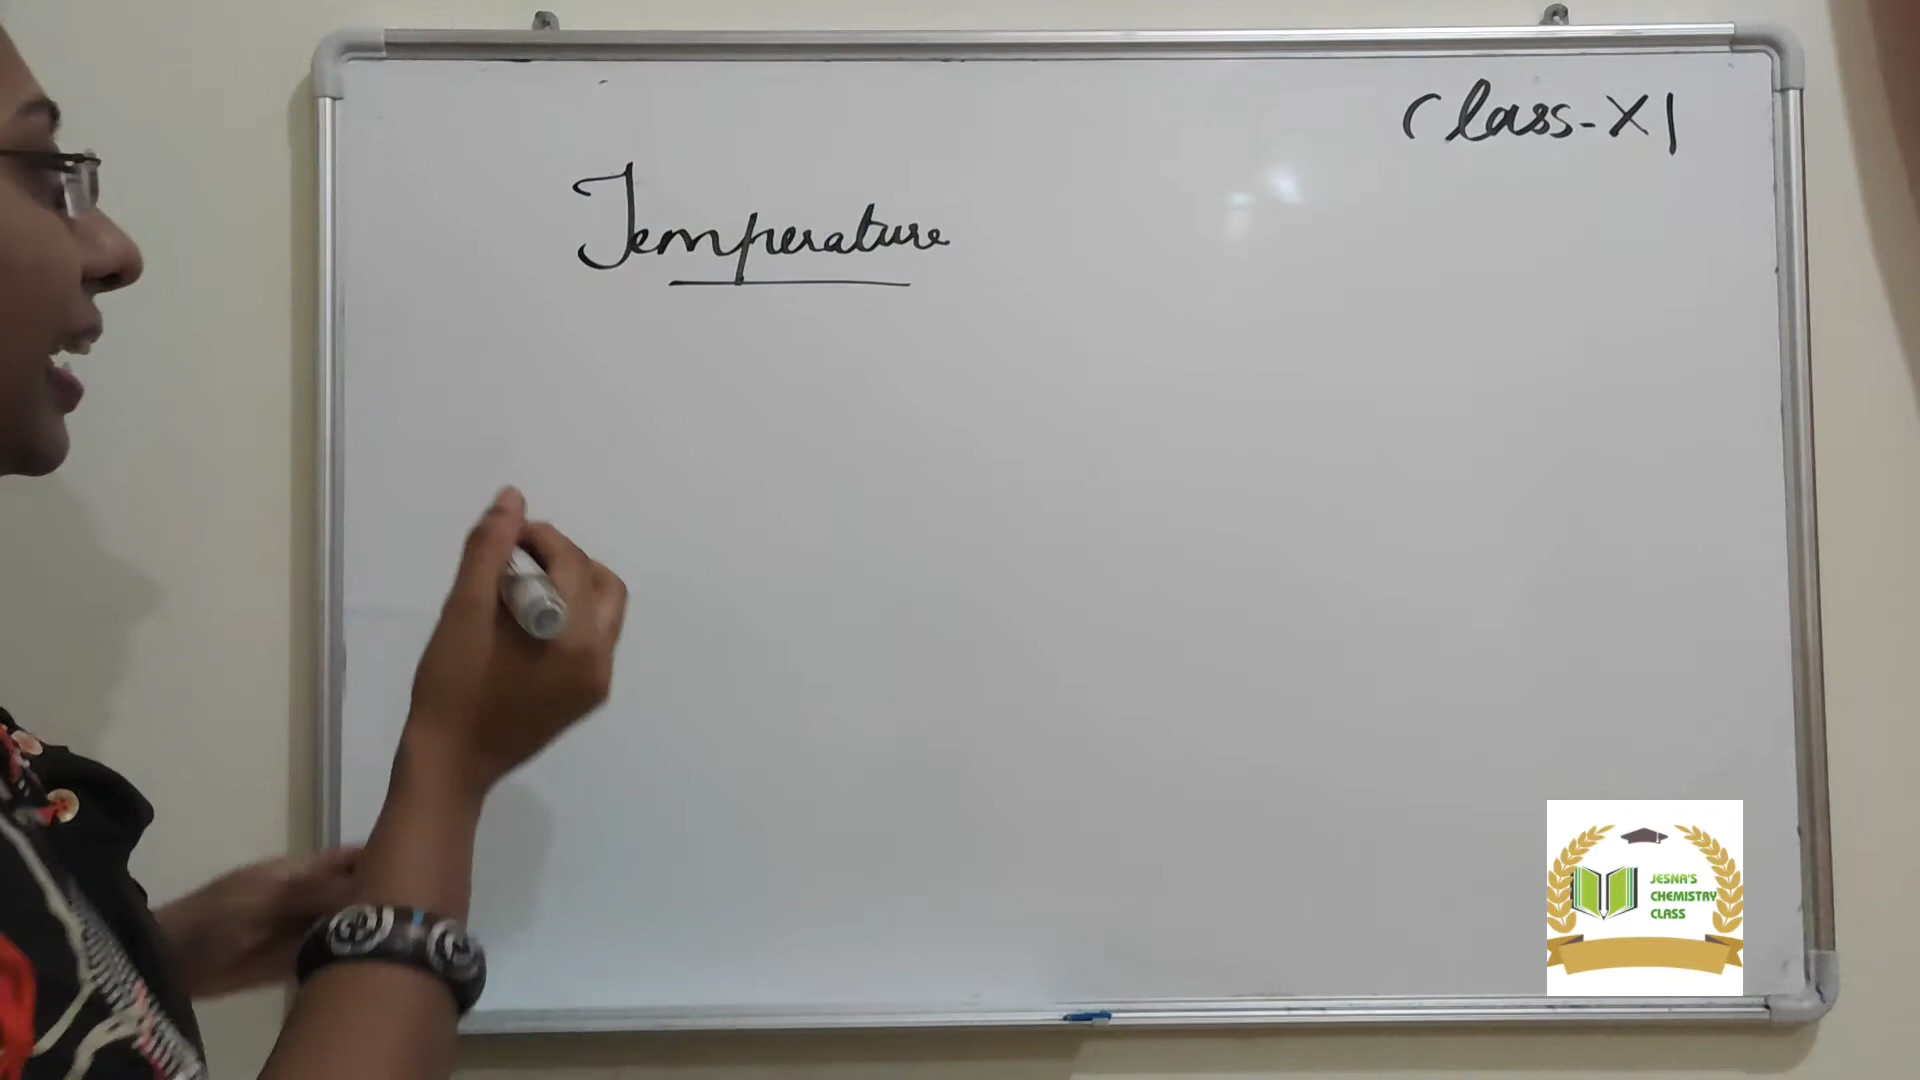 Class-XI
Temperature
JESNA'S
CHEMISTRY
CLASS